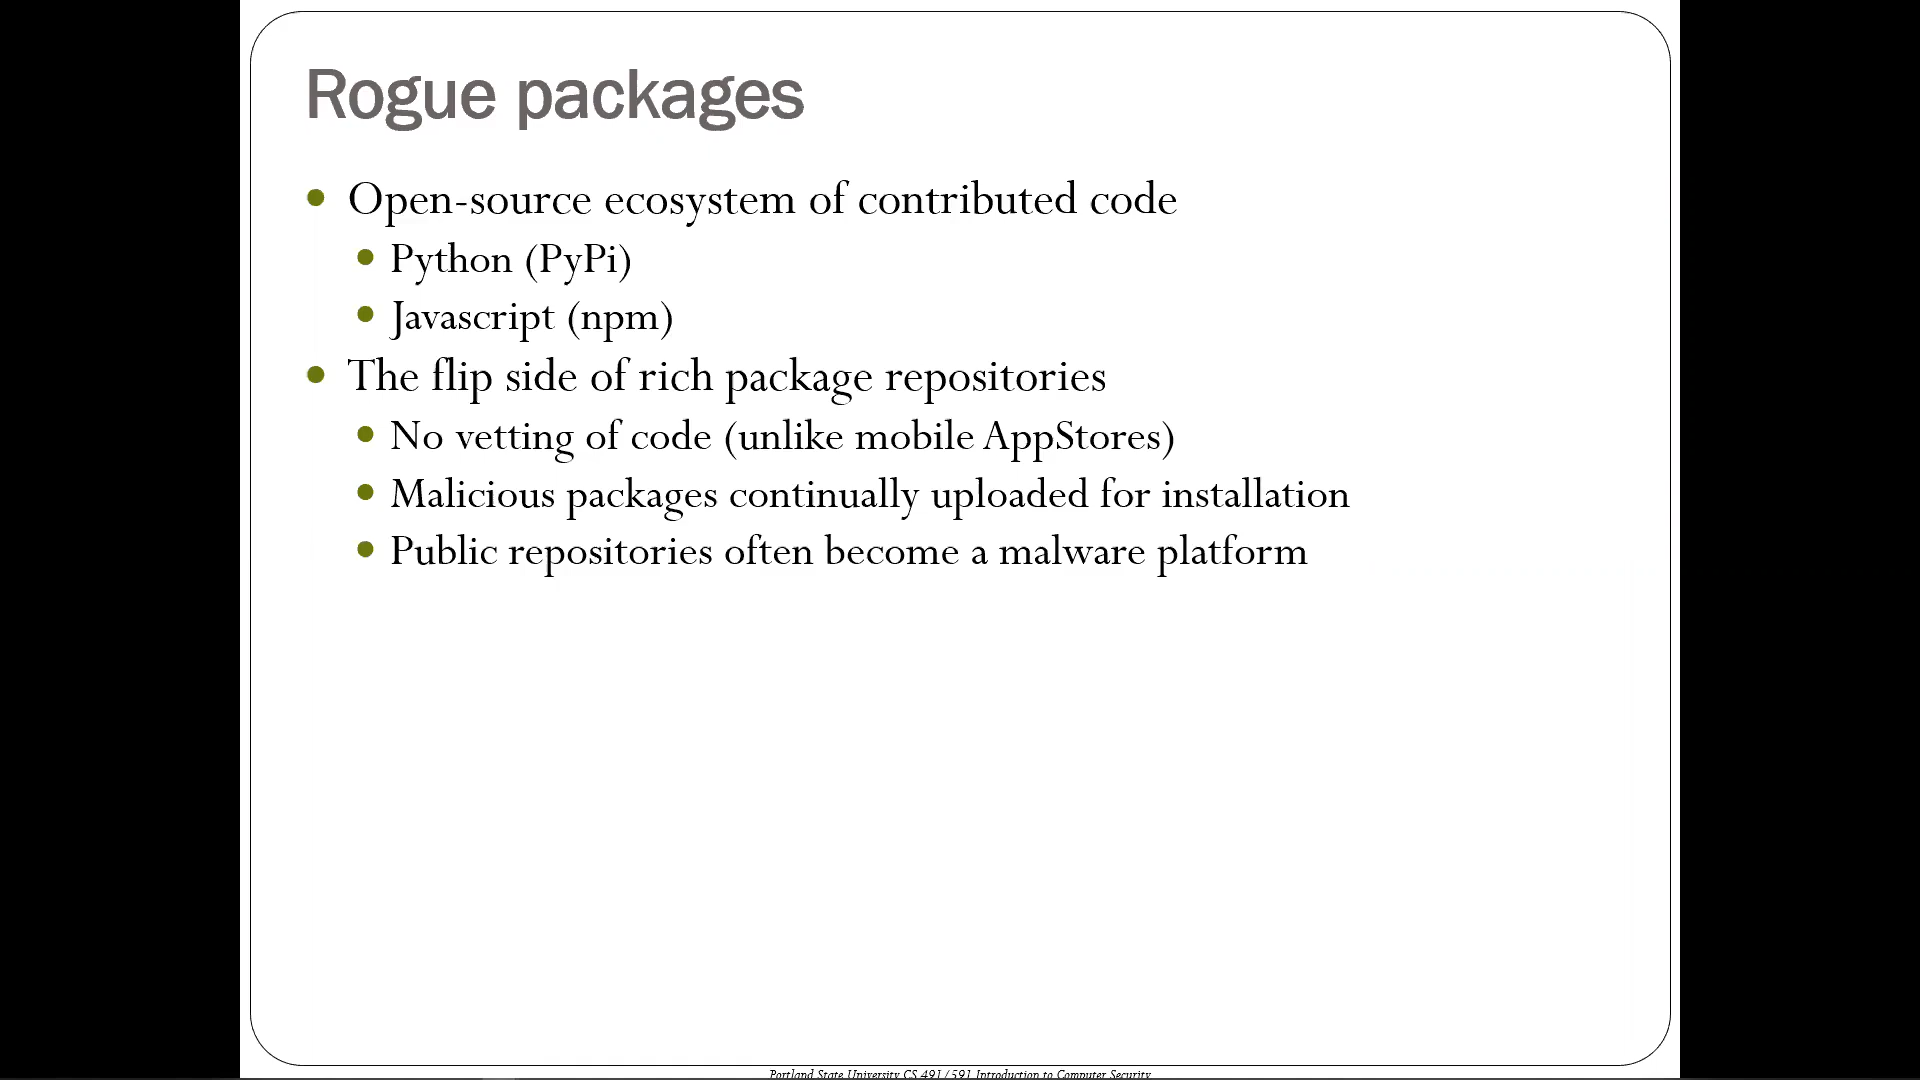 Rogue packages
Open-source ecosystem of contributed code
Python (PyPi)
Javascript (npm)
The flip side of rich package repositories
No vetting of code (unlike mobile AppStores)
Malicious packages continually uploaded for installation
Public repositories often become a malware platform
Portland State University CS 491/591 Introduction to Computer Security